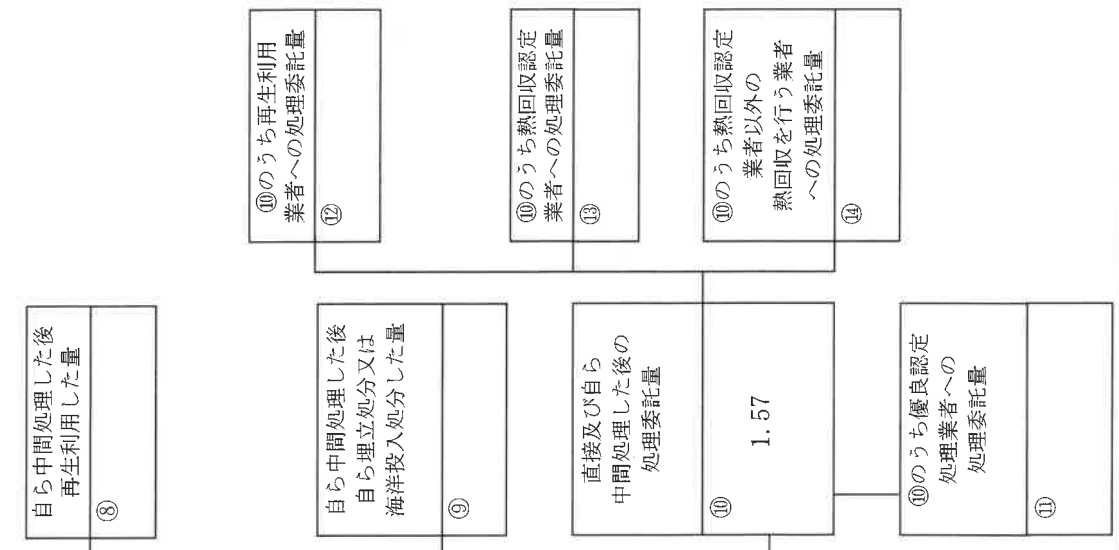 自ら中間処理した後
再生利用した量
⑧
自ら中間処理した後
自ら埋立処分又は
海洋投入処分した量
⑨
直接及び自ら
中間処理した後の
処理委託量
⑩
1.57
⑩のうち優良認定
処理業者への
処理委託量
⑪
⑩のうち再生利用
業者への処理委託量
⑫
⑩のうち熱回収認定
業者への処理委託量
⑬
⑩のうち熱回収認定
業者以外の
熱回収を行う業者
への処理委託量
⑭